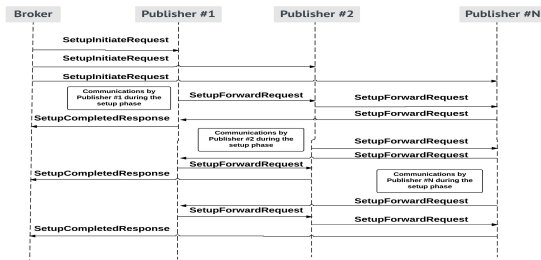 Broker Publisher #1 Publisher #2 Publisher #N
SetupInitiateRequest
SetupInitiateRequest
SetupInitiateRequest
Communications by
Publisher #1 during the
setup phase
SetupForwardRequest
SetupForwardRequest
SetupCompletedResponse
SetupForwardRequest
Communications by
Publisher #2 during the
setup phase
SetupForwardRequest
SetupForwardRequest
SetupForwardRequest
SetupCompletedResponse
Communications by
Publisher #N during the
setup phase
SetupForwardRequest
SetupForwardRequest
SetupForwardRequest
SetupCompletedResponse